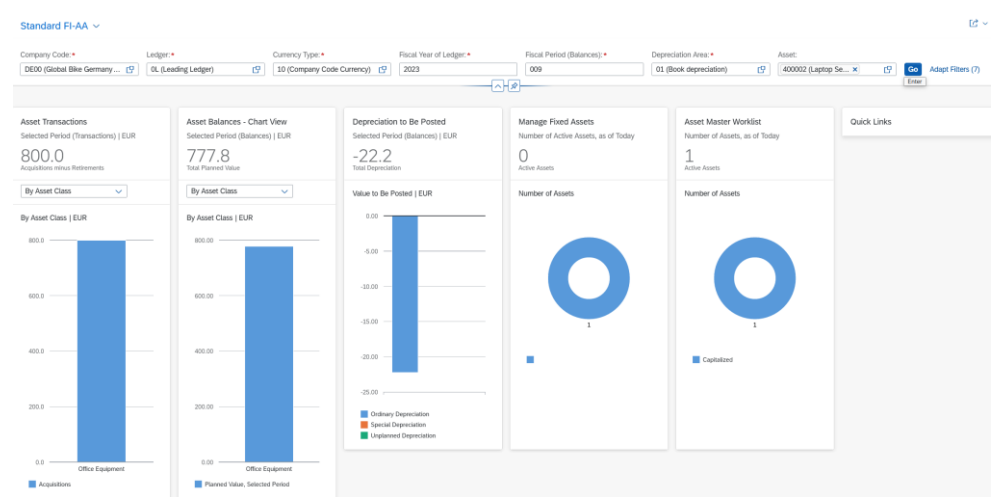 Standard FI-AA
Company Code:* Ledger:* Currency Type:* Fiscal Year of Ledger:* Fiscal Period (Balances):* Depreciation Area:* Asset:
DE00 (Global Bike Germany... 0L (Leading Ledger) 10 (Company Code Currency) 2023 009 01 (Book depreciation) 400002 (Laptop Se... × Go Adapt Filters (7)
Enter
Asset Transactions
Selected Period (Transactions) | EUR
800.0
Acquisitions minus Retirements
By Asset Class
By Asset Class | EUR
800.0
600.0
400.0
200.0
0.0
Office Equipment
Acquisitions
Asset Balances - Chart View
Selected Period (Balances) | EUR
777.8
Total Planned Value
By Asset Class
By Asset Class | EUR
800.00
600.00
400.00
200.00
0.00
Office Equipment
Planned Value, Selected Period
Depreciation to Be Posted
Selected Period (Balances) | EUR
-22.2
Total Depreciation
Value to Be Posted | EUR
0.00
-5.00
-10.00
-15.00
-20.00
-25.00
Ordinary Depreciation
Special Depreciation
Unplanned Depreciation
Manage Fixed Assets
Number of Active Assets, as of Today
0
Active Assets
Number of Assets
1
Asset Master Worklist
Number of Assets, as of Today
1
Active Assets
Number of Assets
1
Capitalized
Quick Links